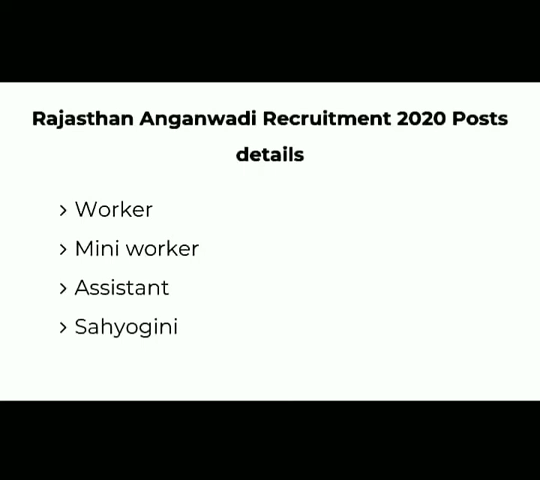 Rajasthan Anganwadi Recruitment 2020 Posts
details
> Worker
> Mini worker
> Assistant
> Sahyogini